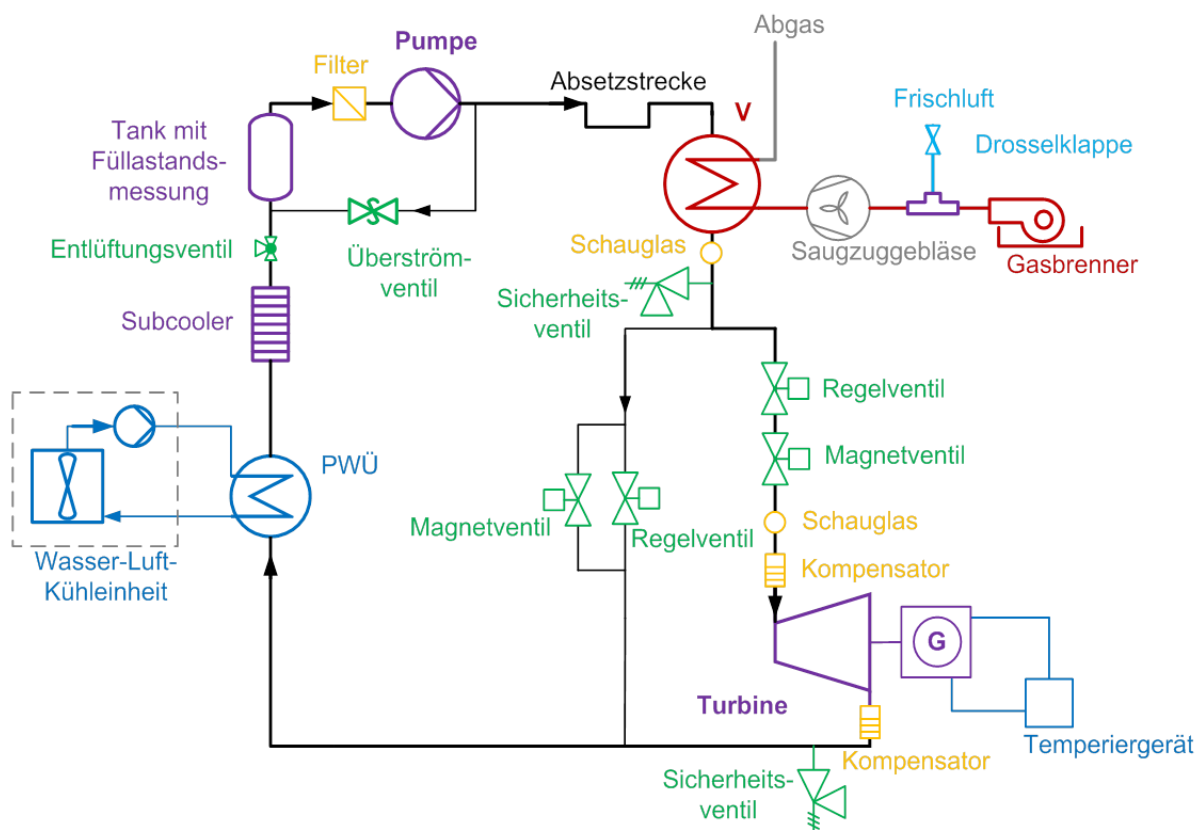 Abgas
Pumpe
Filter
Absetzstrecke
Frischluft
V
Tank mit
Füllastands-
messung
Drosselklappe
Entlüftungsventil
Überström-
ventil
Schauglas
Saugzuggebläse
Gasbrenner
Sicherheits-
ventil
Subcooler
Regelventil
PWÜ
Magnetventil
Magnetventil
Regelventil
Schauglas
Wasser-Luft-
Kühleinheit
Kompensator
G
Turbine
Temperiergerät
Kompensator
Sicherheits-
ventil